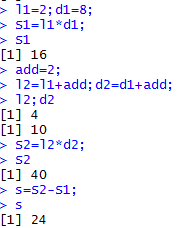 > l1=2;d1=8;
> s1=l1*d1;
> s1
[1] 16
> add=2;
> l2=l1+add;d2=d1+add;
> l2;d2
[1] 4
[1] 10
> s2=l2*d2;
> s2
[1] 40
> s=s2-s1;
> s
[1] 24